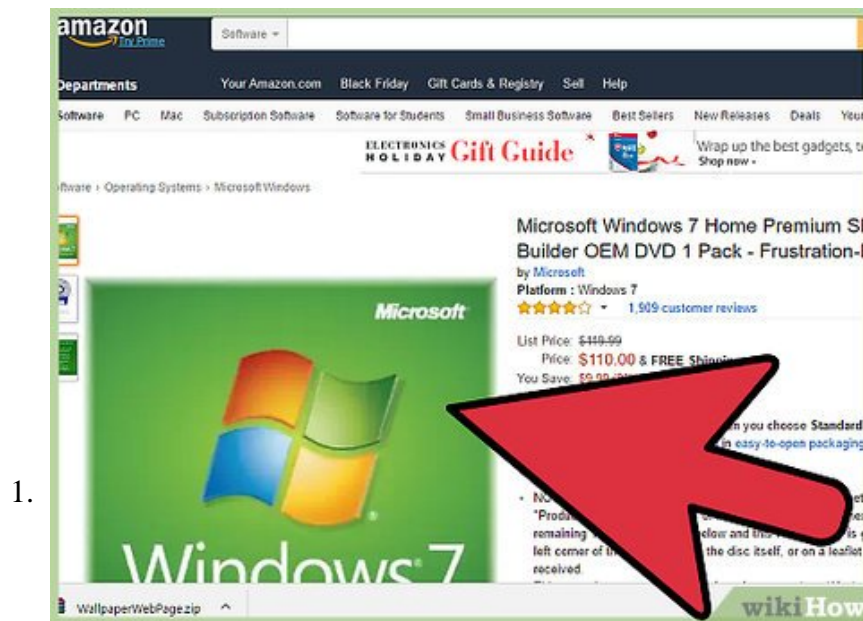 amazon
Try Prime
Software
Departments
Your Amazon.com Black Friday Gift Cards & Registry Sell Help
Software PC Mac Subscription Software Software for Students Small Business Software Best Sellers New Releases Deals Your
ELECTRONICS
HOLIDAY Gift Guide
Wrap up the best gadgets,
Shop now
Operating Systems › Microsoft Windows
Microsoft Windows 7 Home Premium
Builder OEM DVD 1 Pack - Frustration-
by Microsoft
Platform : Windows 7
1,909 customer reviews
List Price: $119.99
Price: $110.00 & FREE
You Save:
you choose Standard
in easy-to-open packaging
remaining
below and
left corner of
the disc itself, or on a leaflet
received.
Microsoft
Windows 7
1.
WallpaperWebPage.zip
wikiHow